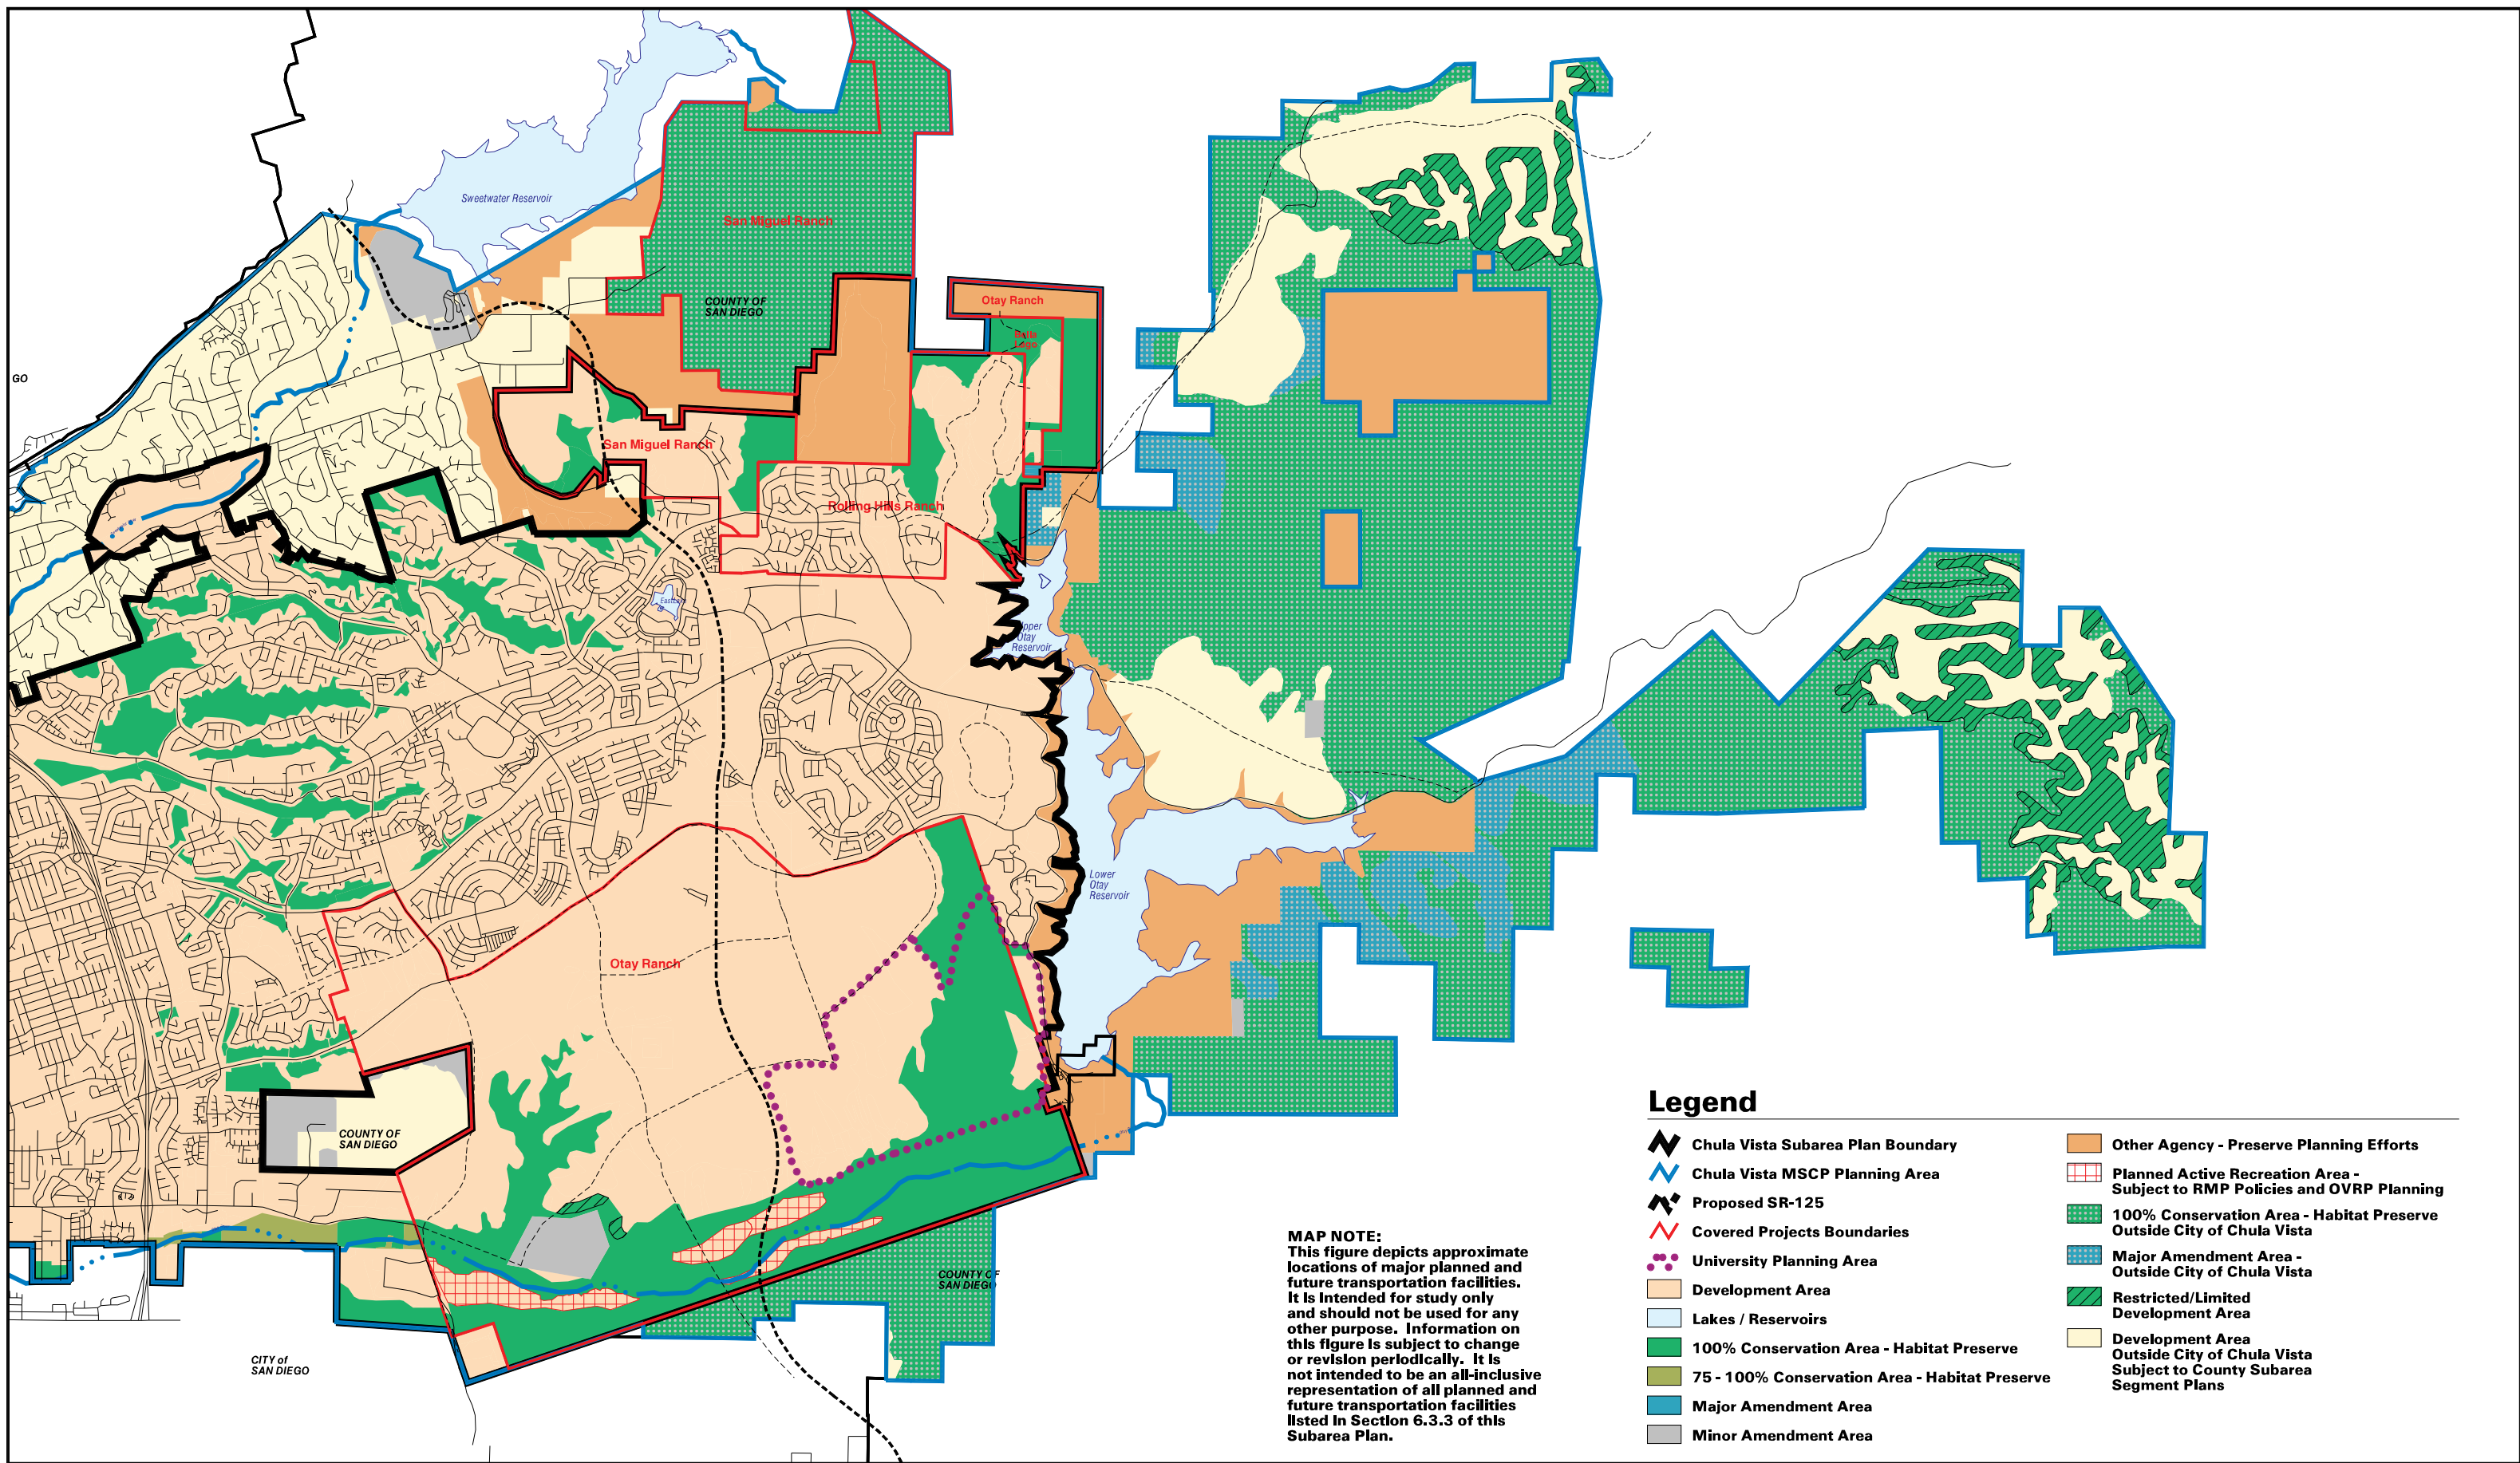 Sweetwater Reservoir
San Miguel Ranch
COUNTY OF
SAN DIEGO
Otay Ranch
Bella
Lago
GO
San Miguel Ranch
Rolling Hills Ranch
Upper
Otay
Reservoir
Lower
Otay
Reservoir
Otay Ranch
COUNTY OF
SAN DIEGO
COUNTY OF
SAN DIEGO
CITY of
SAN DIEGO
MAP NOTE:
This figure depicts approximate
locations of major planned and
future transportation facilities.
It is intended for study only
and should not be used for any
other purpose. Information on
this figure is subject to change
or revision periodically. It is
not intended to be an all-inclusive
representation of all planned and
future transportation facilities
listed in Section 6.3.3 of this
Subarea Plan.
Legend
Chula Vista Subarea Plan Boundary
Chula Vista MSCP Planning Area
Proposed SR-125
Covered Projects Boundaries
University Planning Area
Development Area
Lakes / Reservoirs
100% Conservation Area - Habitat Preserve
75 - 100% Conservation Area - Habitat Preserve
Major Amendment Area
Minor Amendment Area
Other Agency - Preserve Planning Efforts
Planned Active Recreation Area -
Subject to RMP Policies and OVRP Planning
100% Conservation Area - Habitat Preserve
Outside City of Chula Vista
Major Amendment Area -
Outside City of Chula Vista
Restricted/Limited
Development Area
Development Area
Outside City of Chula Vista
Subject to County Subarea
Segment Plans